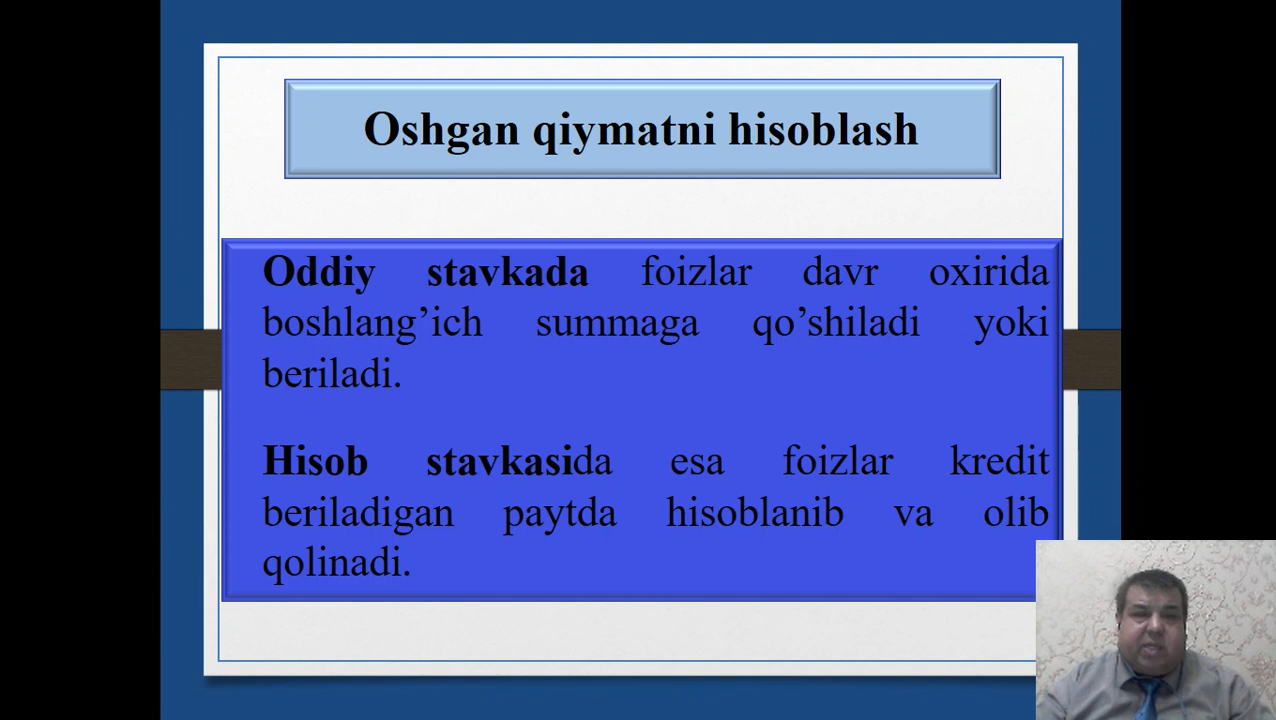 Oshgan qiymatni hisoblash
Oddiy stavkada foizlar davr oxirida
boshlang’ich summaga qo’shiladi yoki
beriladi.
Hisob stavkasida esa foizlar kredit
beriladigan paytda hisoblanib va olib
qolinadi.